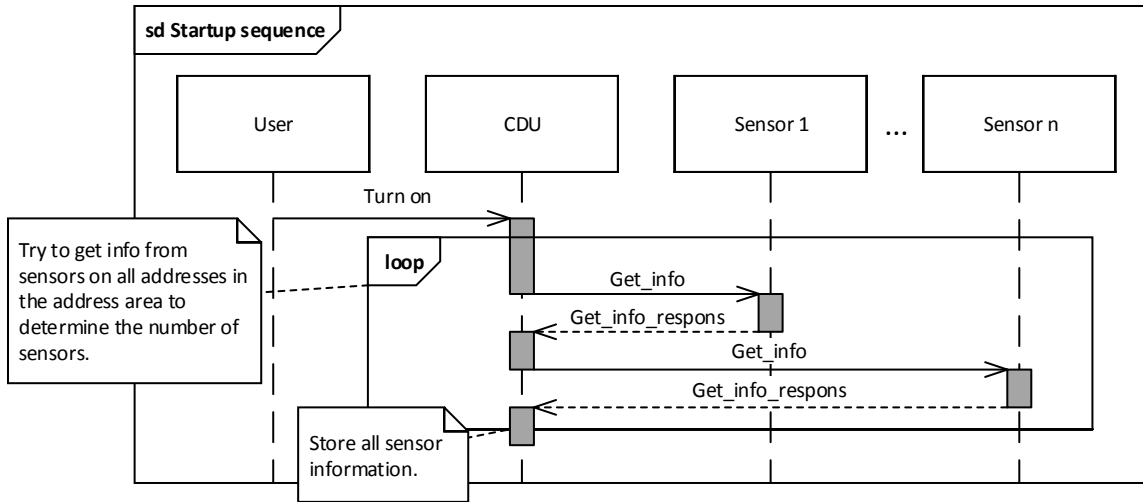 sd Startup sequence
User
CDU
Sensor 1
...
Sensor n
Turn on
Try to get info from
sensors on all addresses in
the address area to
determine the number of
sensors.
loop
Get_info
Get_info_respons
Get_info
Get_info_respons
Store all sensor
information.